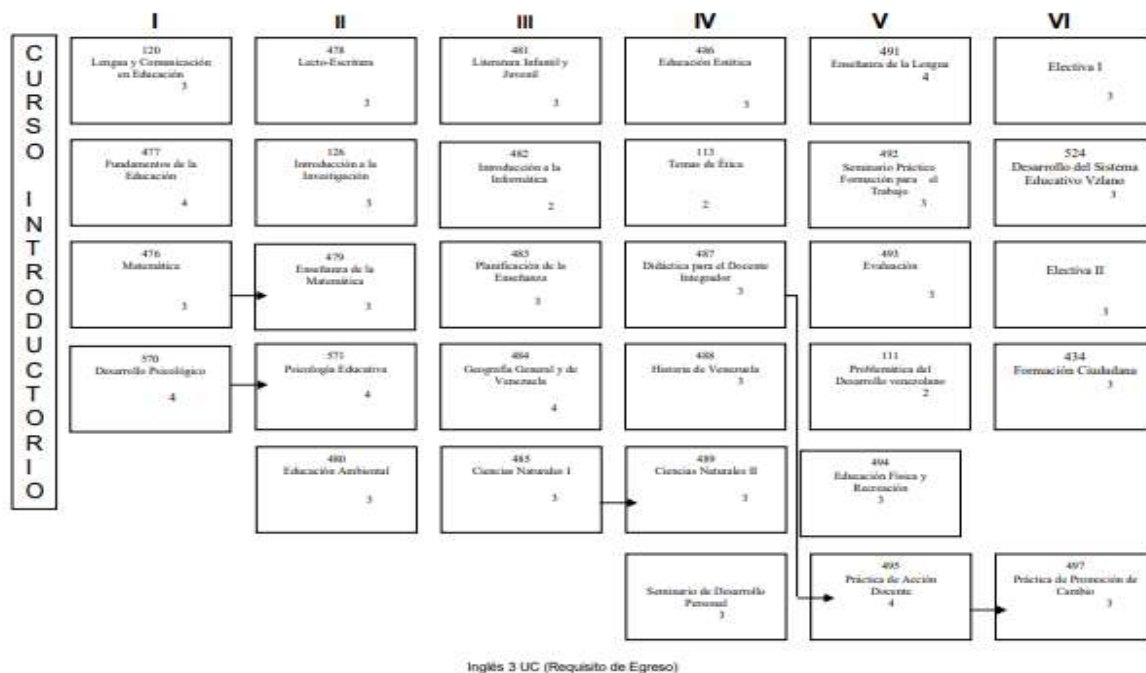 I II III IV V VI
CURSO INTRODUCTORIO
120
Lengua y Comunicación
en Educación
3
478
Lecto-Escritura
3
481
Literatura Infantil y
Juvenil
3
486
Educación Estética
3
491
Enseñanza de la Lengua
4
Electiva I
3
477
Fundamentos de la
Educación
4
126
Introducción a la
Investigación
3
482
Introducción a la
Informática
2
113
Temas de Ética
2
492
Seminario Práctico
Formación para el
Trabajo
3
524
Desarrollo del Sistema
Educativo Vzlano
3
476
Matemática
3
479
Enseñanza de la
Matemática
3
483
Planificación de la
Enseñanza
3
487
Didáctica para el Docente
Integrador
3
493
Evaluación
3
Electiva II
3
570
Desarrollo Psicológico
4
571
Psicología Educativa
4
484
Geografía General y de
Venezuela
4
488
Historia de Venezuela
3
111
Problemática del
Desarrollo venezolano
2
434
Formación Ciudadana
3
480
Educación Ambiental
3
485
Ciencias Naturales I
3
489
Ciencias Naturales II
3
494
Educación Física y
Recreación
3
Seminario de Desarrollo
Personal
3
495
Práctica de Acción
Docente
4
497
Práctica de Promoción de
Cambio
3
Inglés 3 UC (Requisito de Egreso)